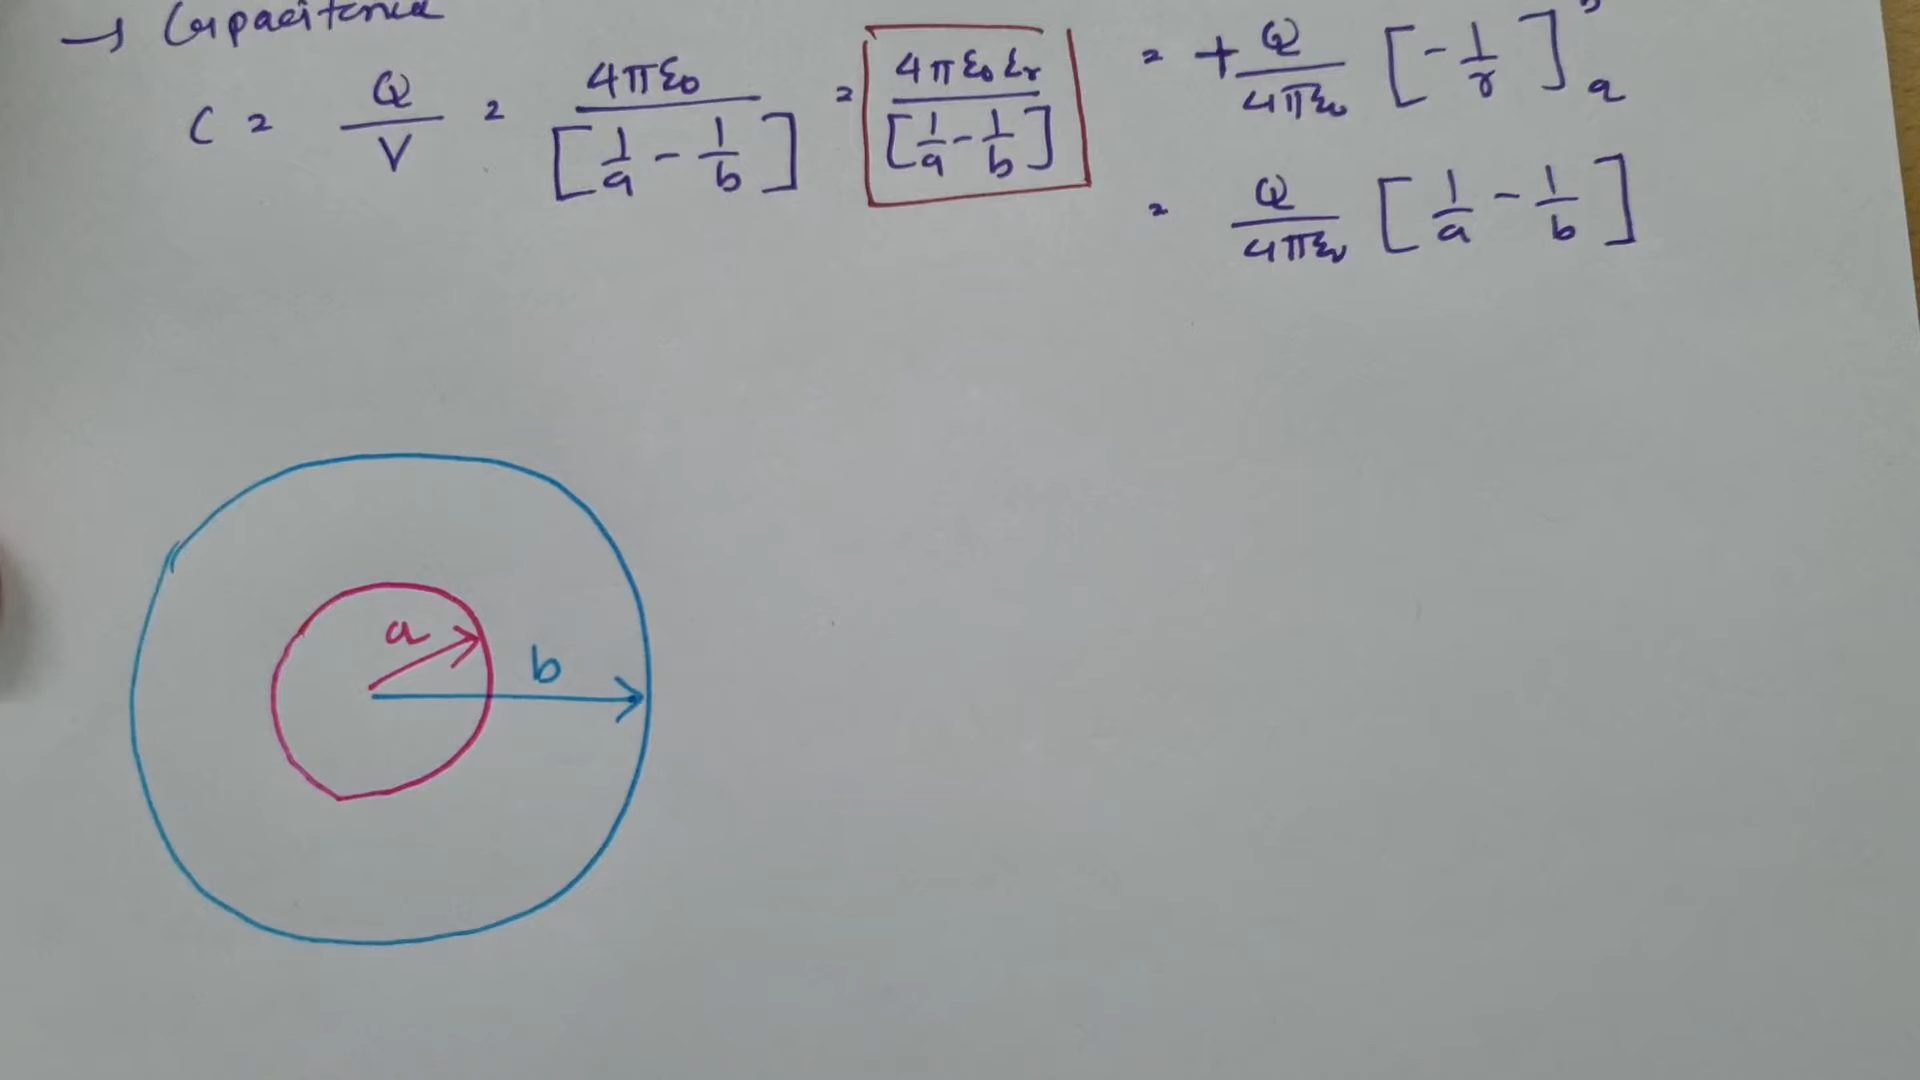 → Capacitance
C = Q/V = 4πε₀/[1/a - 1/b] = 4πε₀εᵣ/[1/a - 1/b]
= + Q/4πε₀ [-1/r]ₐ
= Q/4πε₀ [1/a - 1/b]
a
b